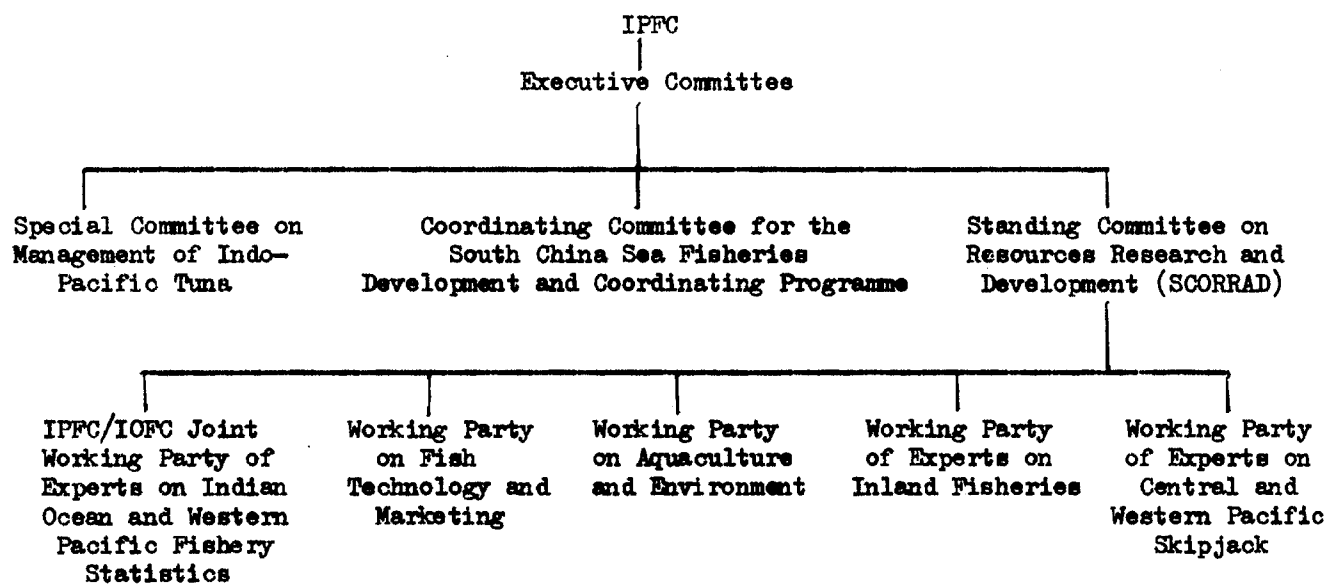 IPFC
Executive Committee
Special Committee on
Management of Indo-
Pacific Tuna
Coordinating Committee for the
South China Sea Fisheries
Development and Coordinating Programme
Standing Committee on
Resources Research and
Development (SCORRAD)
IPFC/IOFC Joint
Working Party of
Experts on Indian
Ocean and Western
Pacific Fishery
Statistics
Working Party
on Fish
Technology and
Marketing
Working Party
on Aquaculture
and Environment
Working Party
of Experts on
Inland Fisheries
Working Party
of Experts on
Central and
Western Pacific
Skipjack